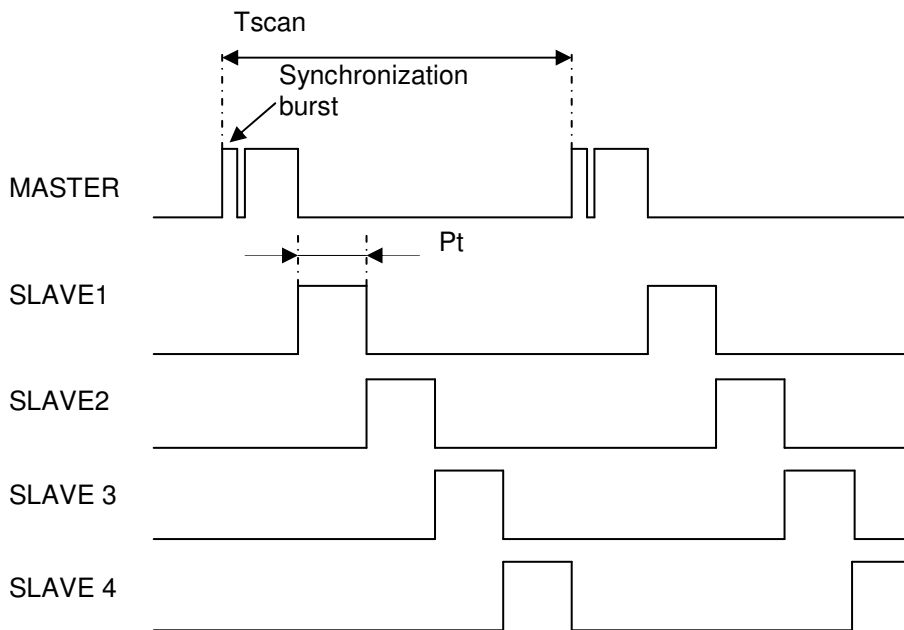 Tscan
Synchronization
burst
MASTER
Pt
SLAVE1
SLAVE2
SLAVE 3
SLAVE 4